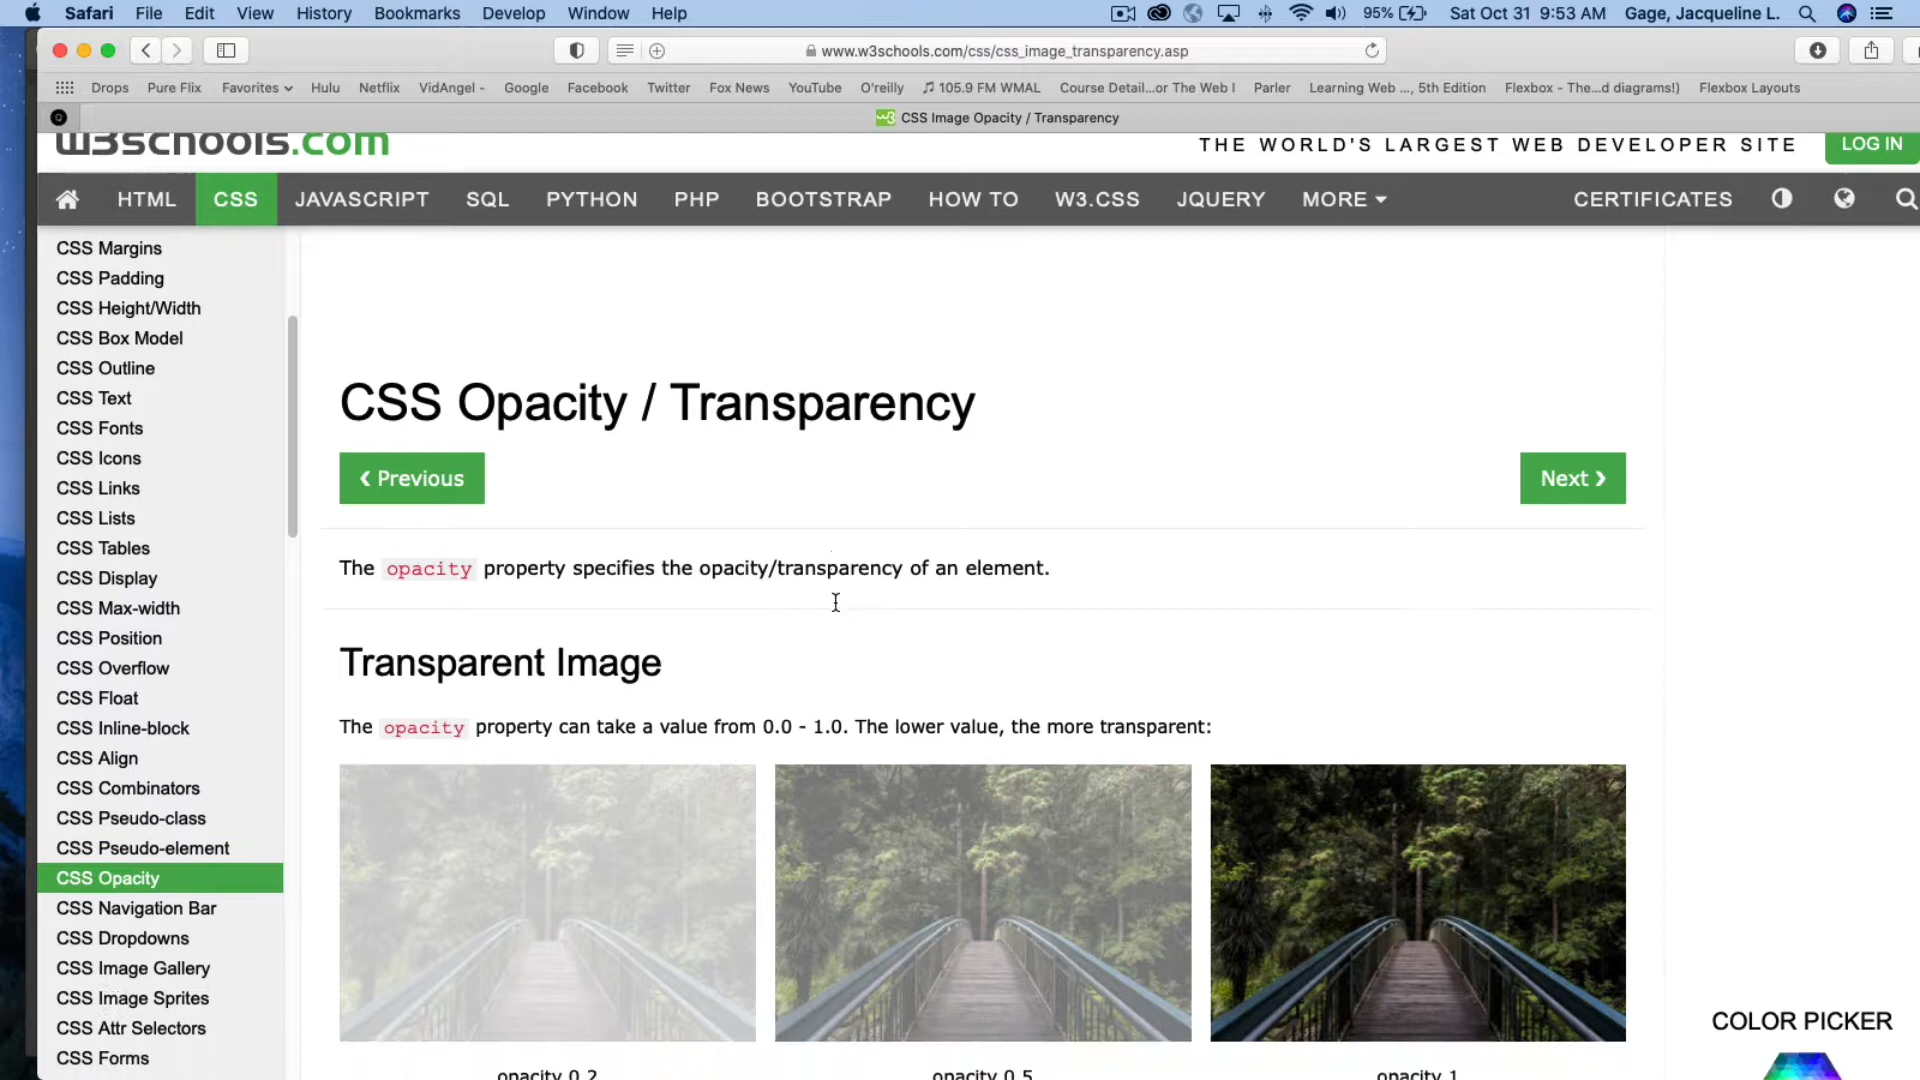 Safari File Edit View History Bookmarks Develop Window Help 95% Sat Oct 31 9:53 AM Gage, Jacqueline L.
www.w3schools.com/css/css_image_transparency.asp
Drops Pure Flix Favorites Hulu Netflix VidAngel - Google Facebook Twitter Fox News YouTube O'reilly 105.9 FM WMAL Course Detail...or The Web I Parler Learning Web ..., 5th Edition Flexbox - The...d diagrams!) Flexbox Layouts
CSS Image Opacity / Transparency
w3schools.com THE WORLD'S LARGEST WEB DEVELOPER SITE LOG IN
HTML CSS JAVASCRIPT SQL PYTHON PHP BOOTSTRAP HOW TO W3.CSS JQUERY MORE CERTIFICATES
CSS Margins
CSS Padding
CSS Height/Width
CSS Box Model
CSS Outline
CSS Text
CSS Fonts
CSS Icons
CSS Links
CSS Lists
CSS Tables
CSS Display
CSS Max-width
CSS Position
CSS Overflow
CSS Float
CSS Inline-block
CSS Align
CSS Combinators
CSS Pseudo-class
CSS Pseudo-element
CSS Opacity
CSS Navigation Bar
CSS Dropdowns
CSS Image Gallery
CSS Image Sprites
CSS Attr Selectors
CSS Forms
CSS Opacity / Transparency
❮ Previous Next ❯
The opacity property specifies the opacity/transparency of an element.
Transparent Image
The opacity property can take a value from 0.0 - 1.0. The lower value, the more transparent:
opacity 0.2 opacity 0.5 opacity 1
COLOR PICKER